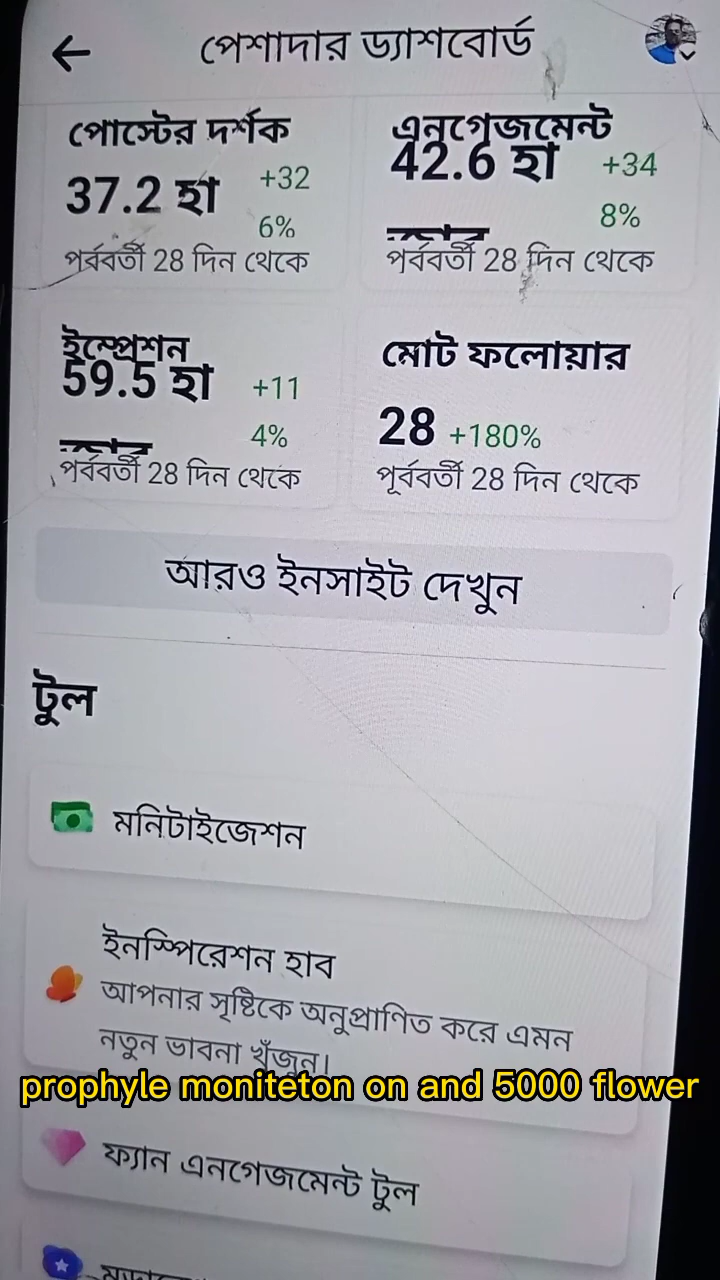 পেশাদার ড্যাশবোর্ড
পোস্টের দর্শক
37.2 হা
+32
6%
পূর্ববর্তী 28 দিন থেকে
এনগেজমেন্ট
42.6 হা
+34
8%
পূর্ববর্তী 28 দিন থেকে
ইম্প্রেশন
59.5 হা
+11
4%
পূর্ববর্তী 28 দিন থেকে
মোট ফলোয়ার
28 +180%
পূর্ববর্তী 28 দিন থেকে
আরও ইনসাইট দেখুন
টুল
মনিটাইজেশন
ইনস্পিরেশন হাব
আপনার সৃষ্টিকে অনুপ্রাণিত করে এমন
নতুন ভাবনা খুঁজুন।
prophyle moniteton on and 5000 flower
ফ্যান এনগেজমেন্ট টুল